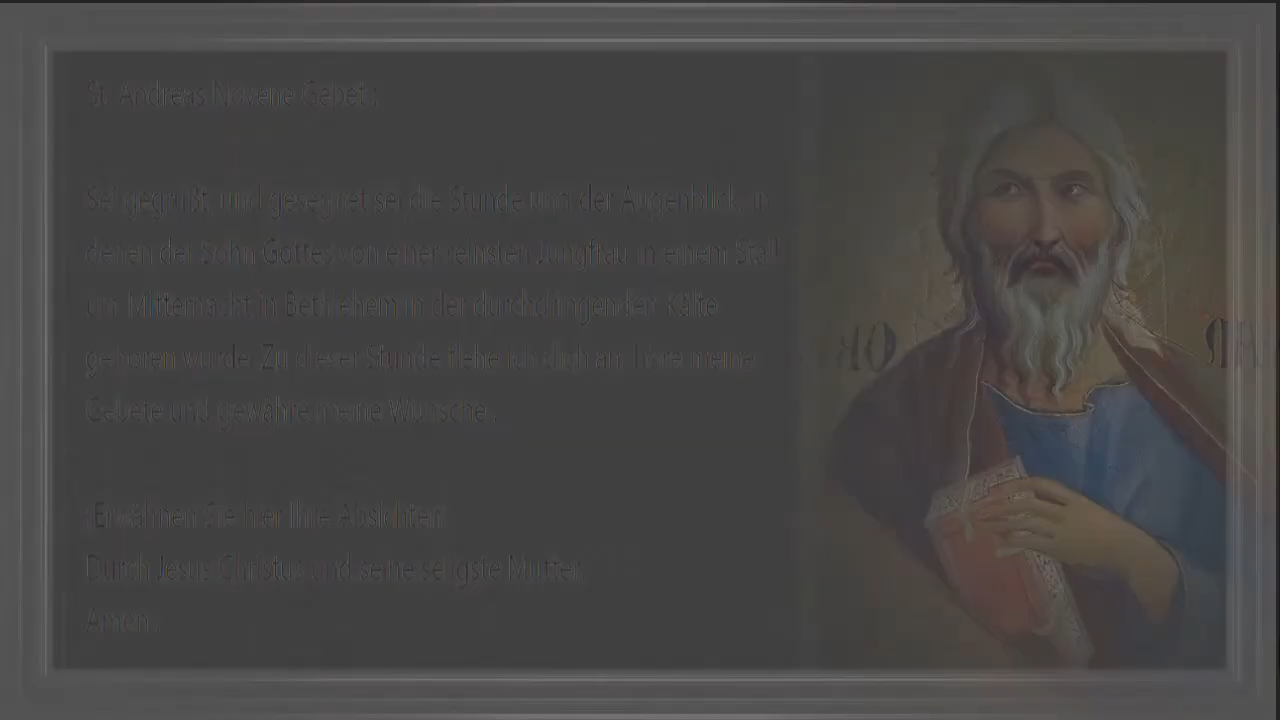 St. Andreas Novene Gebet:
Sei gegrüßt und gesegnet sei die Stunde und der Augenblick, in
denen der Sohn Gottes von einer reinsten Jungfrau in einem Stall
um Mitternacht in Bethlehem in der durchdringenden Kälte
geboren wurde. Zu dieser Stunde flehe ich dich an: Höre meine
Gebete und gewähre meine Wünsche.
(Erwähnen Sie hier Ihre Absichten)
Durch Jesus Christus und seine seligste Mutter.
Amen.